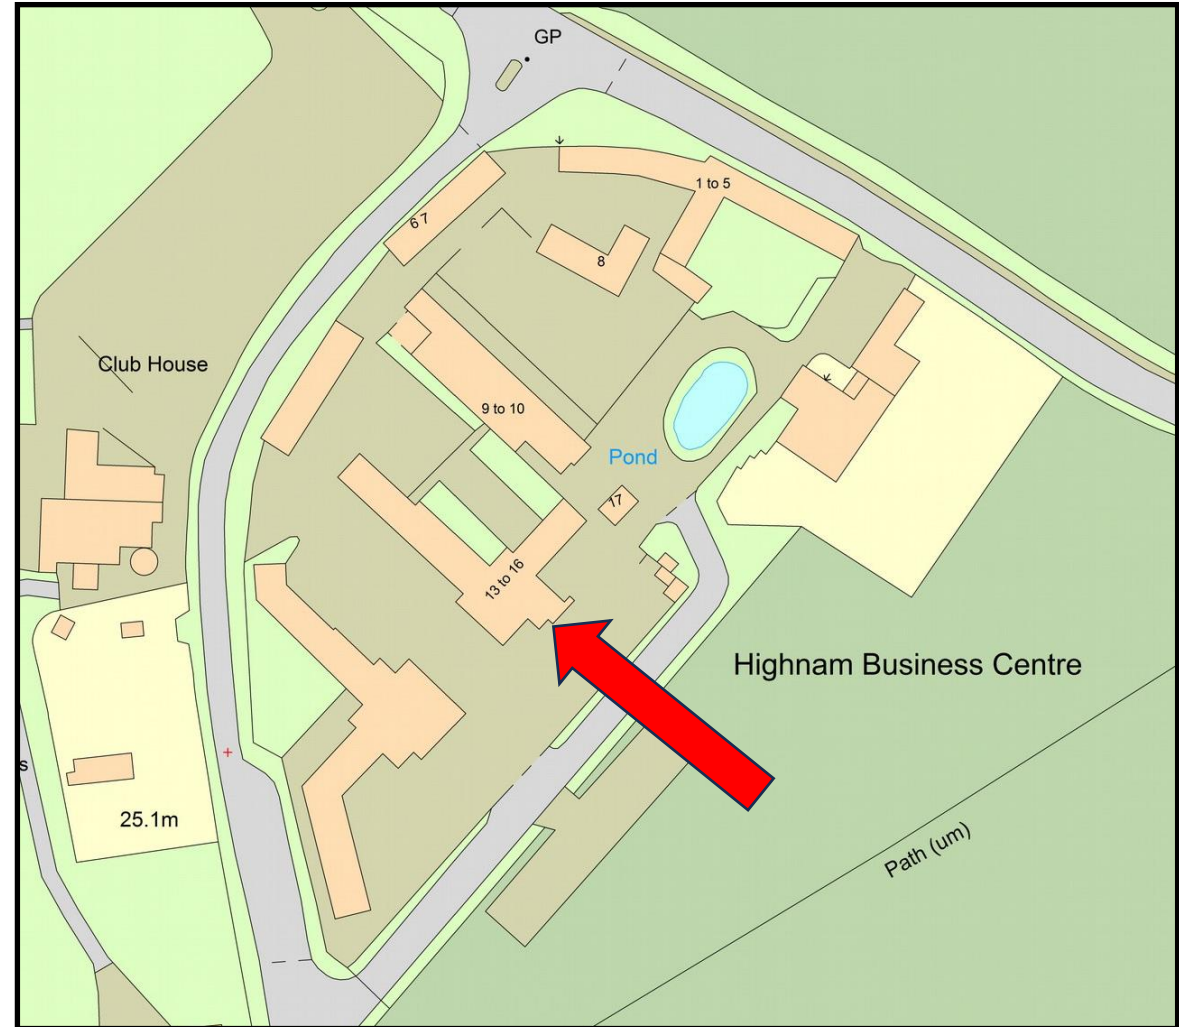 GP
1 to 5
6 7
8
Club House
9 to 10
Pond
17
13 to 16
Highnam Business Centre
s
25.1m
Path (um)